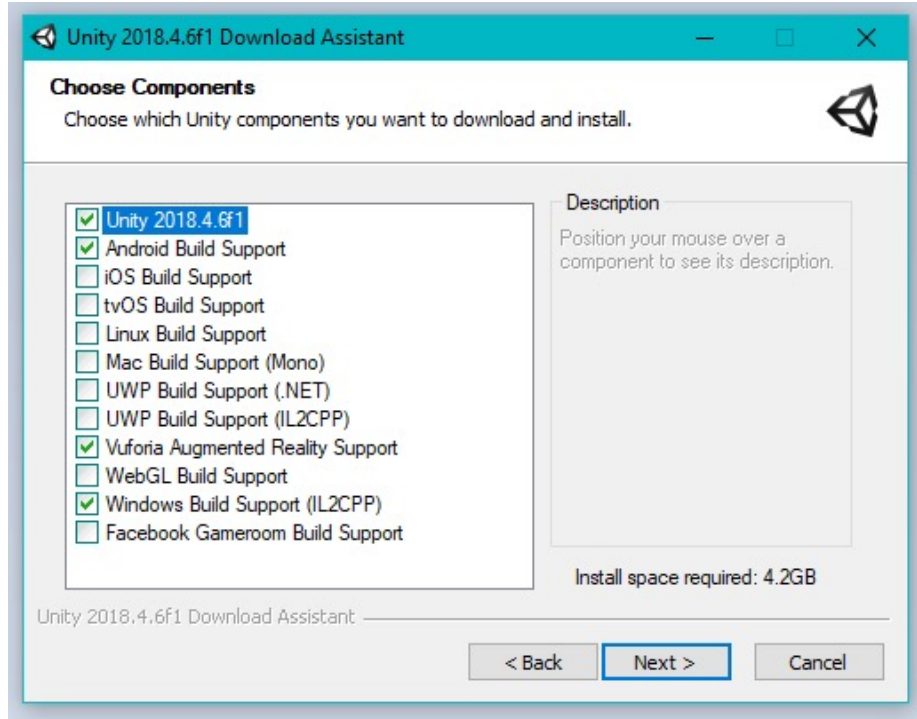 Unity 2018.4.6f1 Download Assistant
Choose Components
Choose which Unity components you want to download and install.
Unity 2018.4.6f1
Android Build Support
iOS Build Support
tvOS Build Support
Linux Build Support
Mac Build Support (Mono)
UWP Build Support (.NET)
UWP Build Support (IL2CPP)
Vuforia Augmented Reality Support
WebGL Build Support
Windows Build Support (IL2CPP)
Facebook Gameroom Build Support
Description
Position your mouse over a
component to see its description.
Install space required: 4.2GB
Unity 2018.4.6f1 Download Assistant
< Back
Next >
Cancel